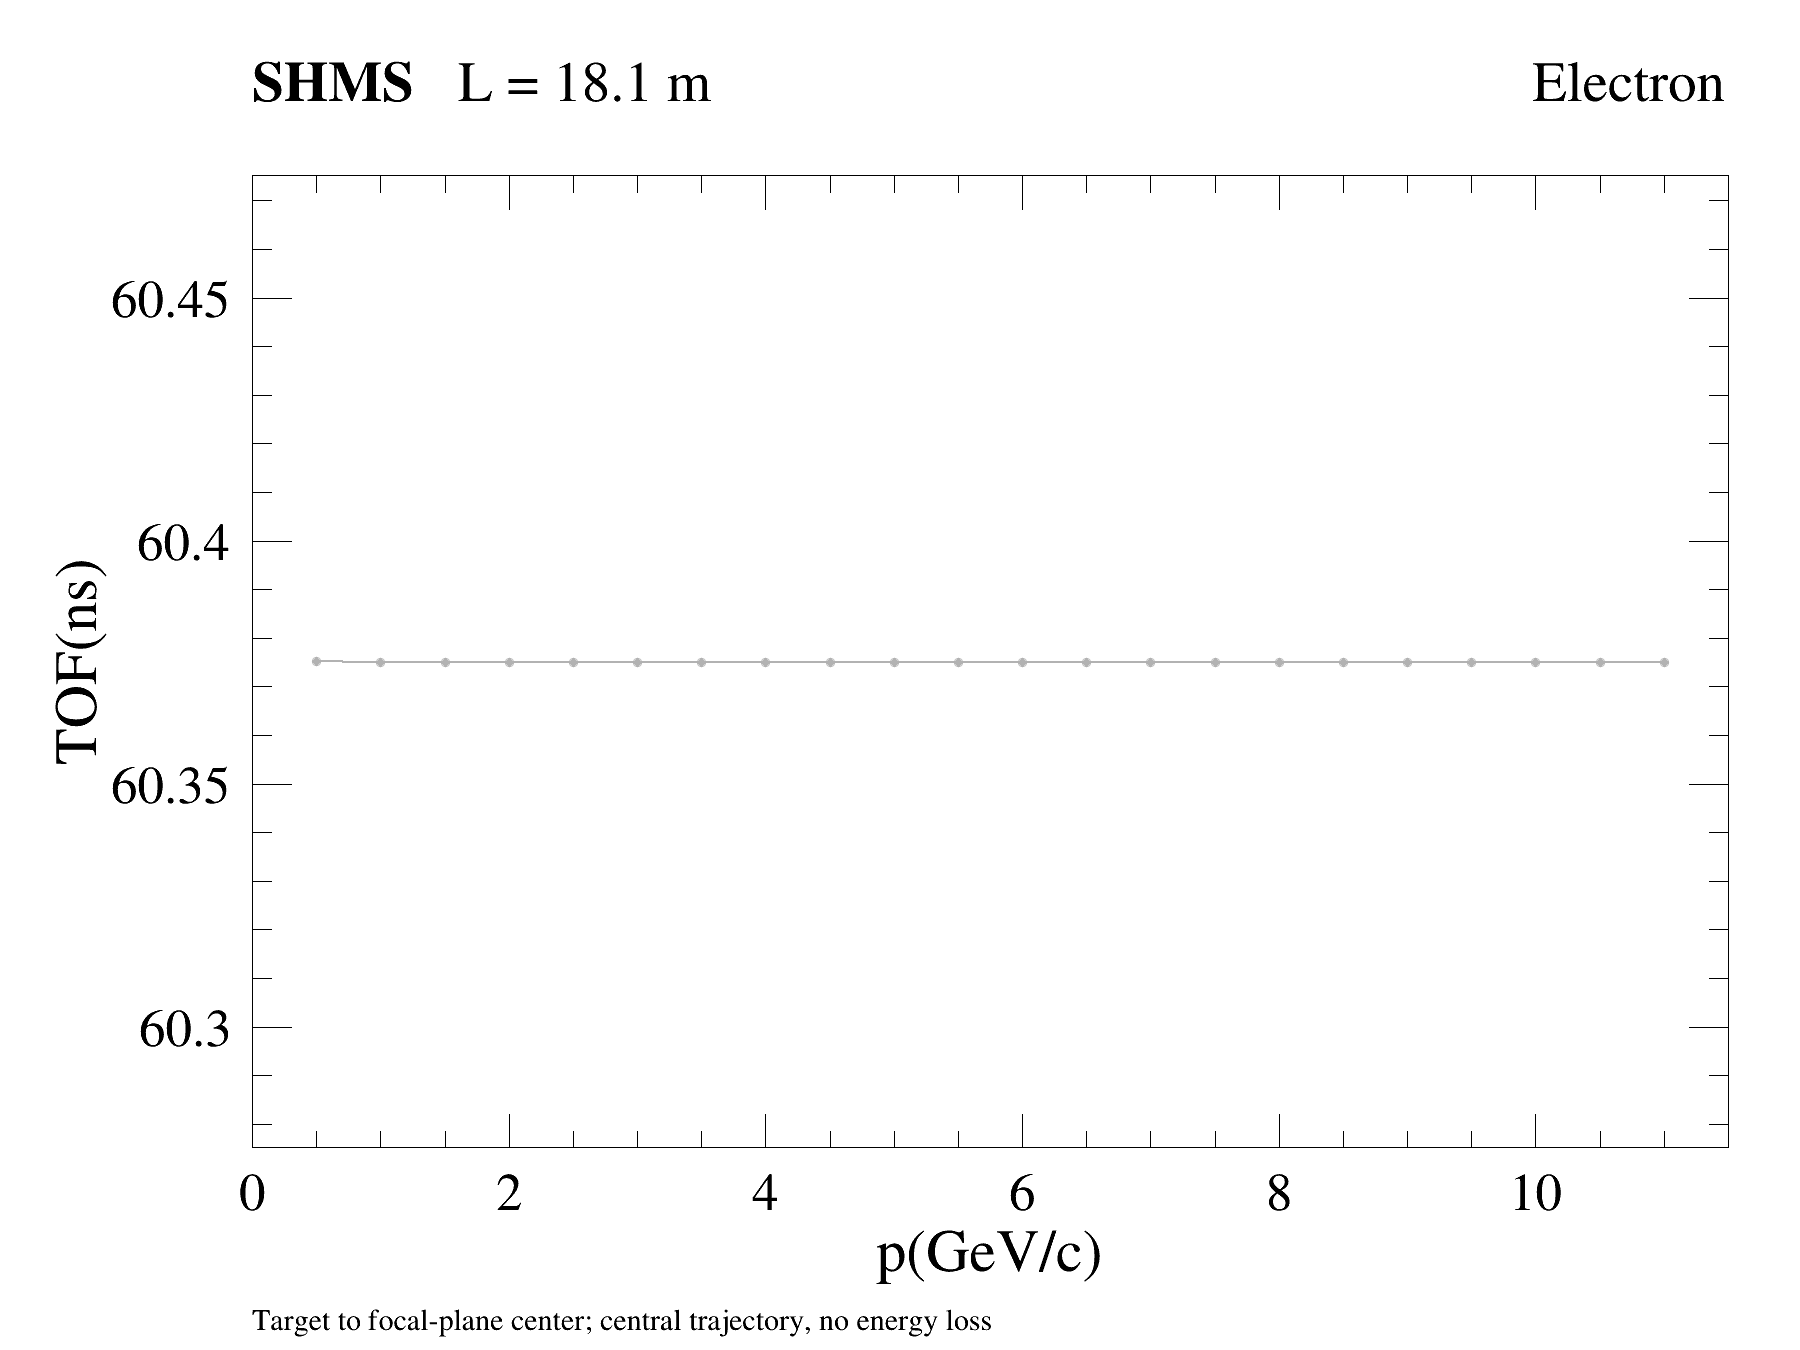 SHMS L = 18.1 m
Electron
60.45
60.4
60.35
60.3
TOF(ns)
0 2 4 6 8 10
p(GeV/c)
Target to focal-plane center; central trajectory, no energy loss